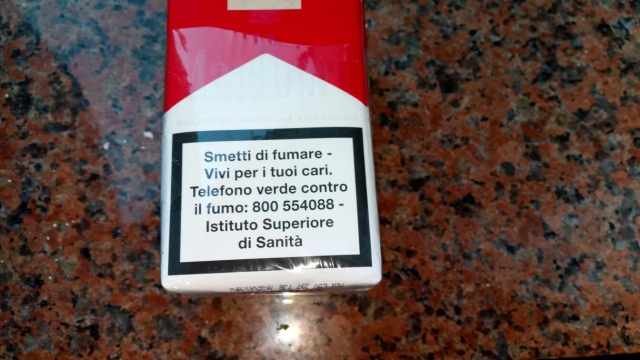 Smetti di fumare -
Vivi per i tuoi cari.
Telefono verde contro
il fumo: 800 554088 -
Istituto Superiore
di Sanità